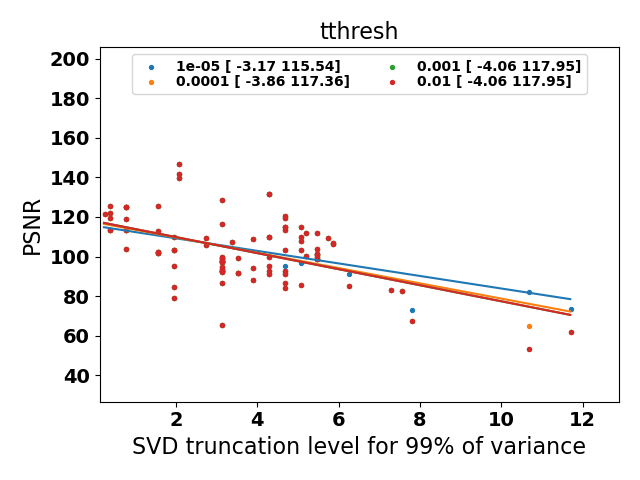 tthresh
1e-05 [ -3.17 115.54]
0.0001 [ -3.86 117.36]
0.001 [ -4.06 117.95]
0.01 [ -4.06 117.95]
PSNR
200
180
160
140
120
100
80
60
40
2 4 6 8 10 12
SVD truncation level for 99% of variance